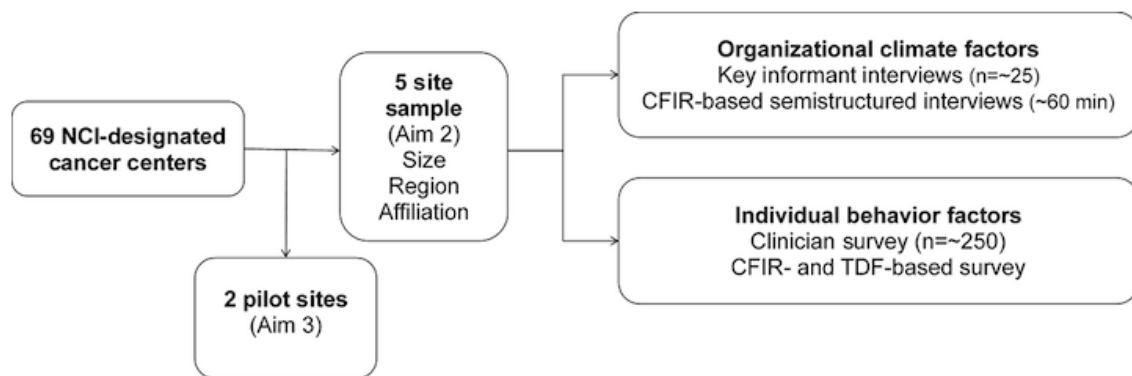 69 NCI-designated
cancer centers
5 site
sample
(Aim 2)
Size
Region
Affiliation
2 pilot sites
(Aim 3)
Organizational climate factors
Key informant interviews (n=~25)
CFIR-based semistructured interviews (~60 min)
Individual behavior factors
Clinician survey (n=~250)
CFIR- and TDF-based survey